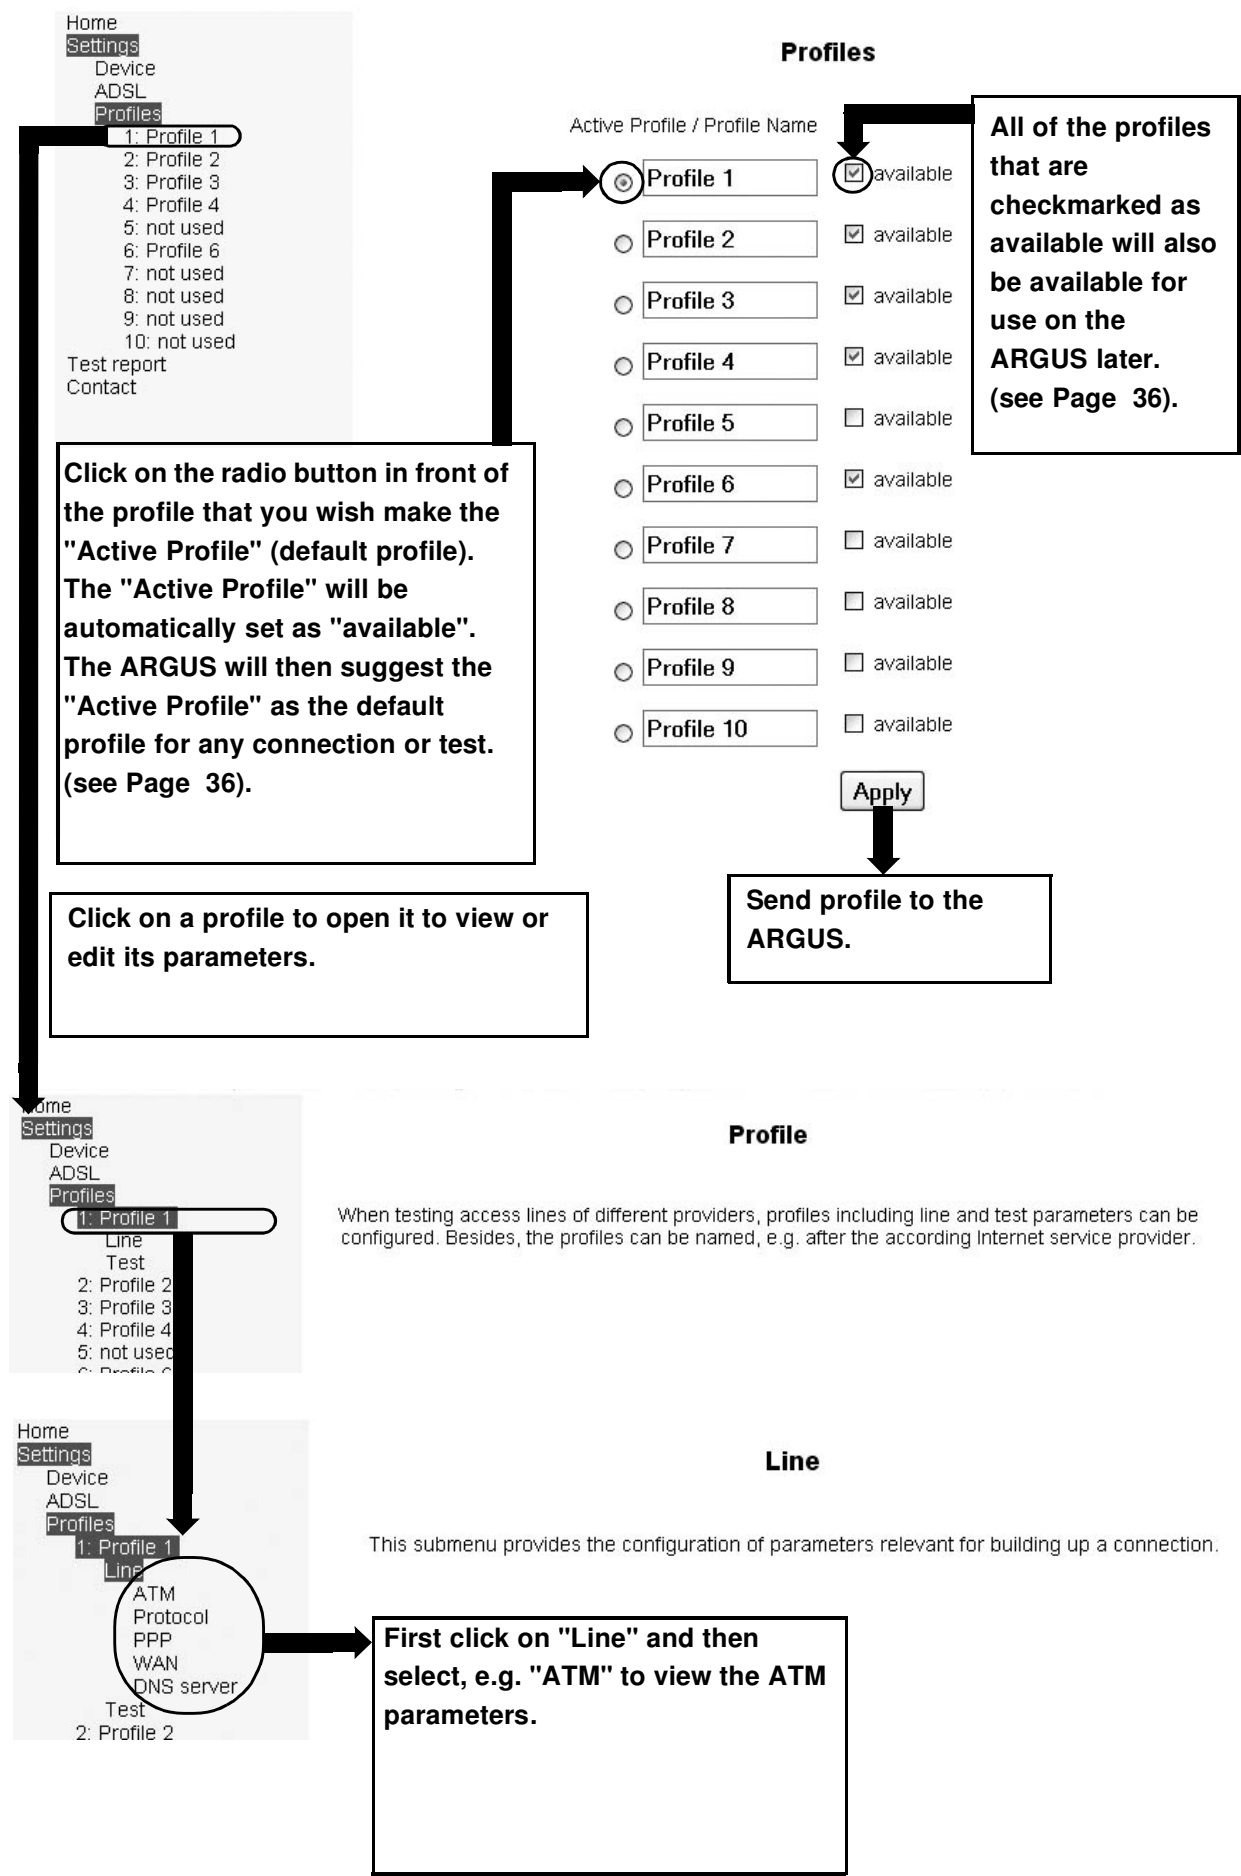 Home
Settings
Device
ADSL
Profiles
1: Profile 1
2: Profile 2
3: Profile 3
4: Profile 4
5: not used
6: Profile 6
7: not used
8: not used
9: not used
10: not used
Test report
Contact
Profiles
Active Profile / Profile Name
Profile 1 available
Profile 2 available
Profile 3 available
Profile 4 available
Profile 5 available
Profile 6 available
Profile 7 available
Profile 8 available
Profile 9 available
Profile 10 available
Apply
All of the profiles
that are
checkmarked as
available will also
be available for
use on the
ARGUS later.
(see Page 36).
Click on the radio button in front of
the profile that you wish make the
"Active Profile" (default profile).
The "Active Profile" will be
automatically set as "available".
The ARGUS will then suggest the
"Active Profile" as the default
profile for any connection or test.
(see Page 36).
Send profile to the
ARGUS.
Click on a profile to open it to view or
edit its parameters.
Home
Settings
Device
ADSL
Profiles
1: Profile 1
Line
Test
2: Profile 2
3: Profile 3
4: Profile 4
5: not used
6: Profile 6
Profile
When testing access lines of different providers, profiles including line and test parameters can be
configured. Besides, the profiles can be named, e.g. after the according Internet service provider.
Home
Settings
Device
ADSL
Profiles
1: Profile 1
Line
ATM
Protocol
PPP
WAN
DNS server
Test
2: Profile 2
Line
This submenu provides the configuration of parameters relevant for building up a connection.
First click on "Line" and then
select, e.g. "ATM" to view the ATM
parameters.